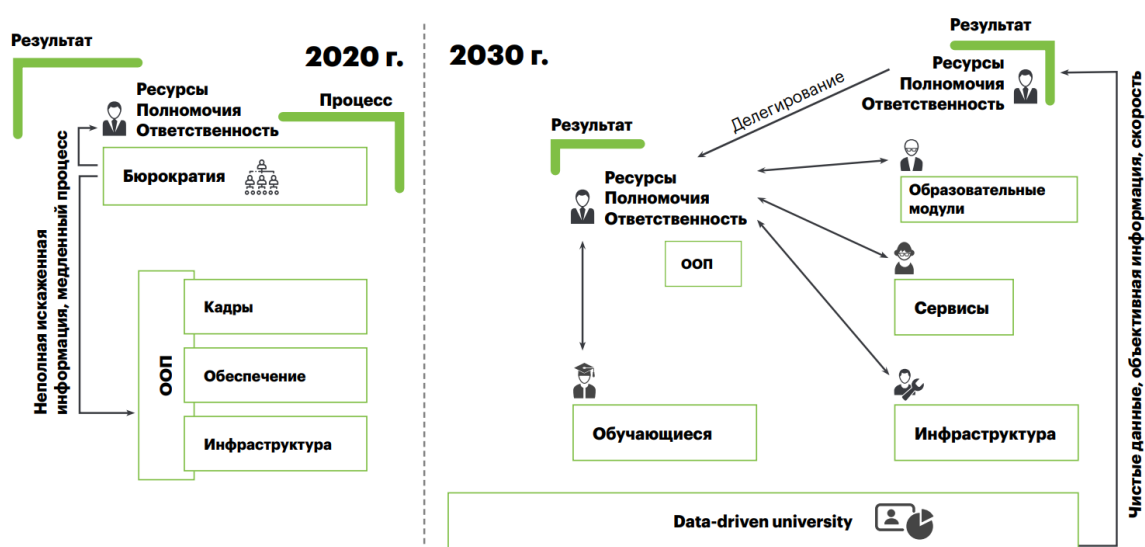 Результат
2020 г.
Ресурсы
Полномочия
Ответственность
Процесс
Бюрократия
Неполная искаженная
информация, медленный процесс
ООП
Кадры
Обеспечение
Инфраструктура
2030 г.
Результат
Ресурсы
Полномочия
Ответственность
Делегирование
Результат
Ресурсы
Полномочия
Ответственность
ООП
Образовательные
модули
Сервисы
Обучающиеся
Инфраструктура
Data-driven university
Чистые данные, объективная информация, скорость